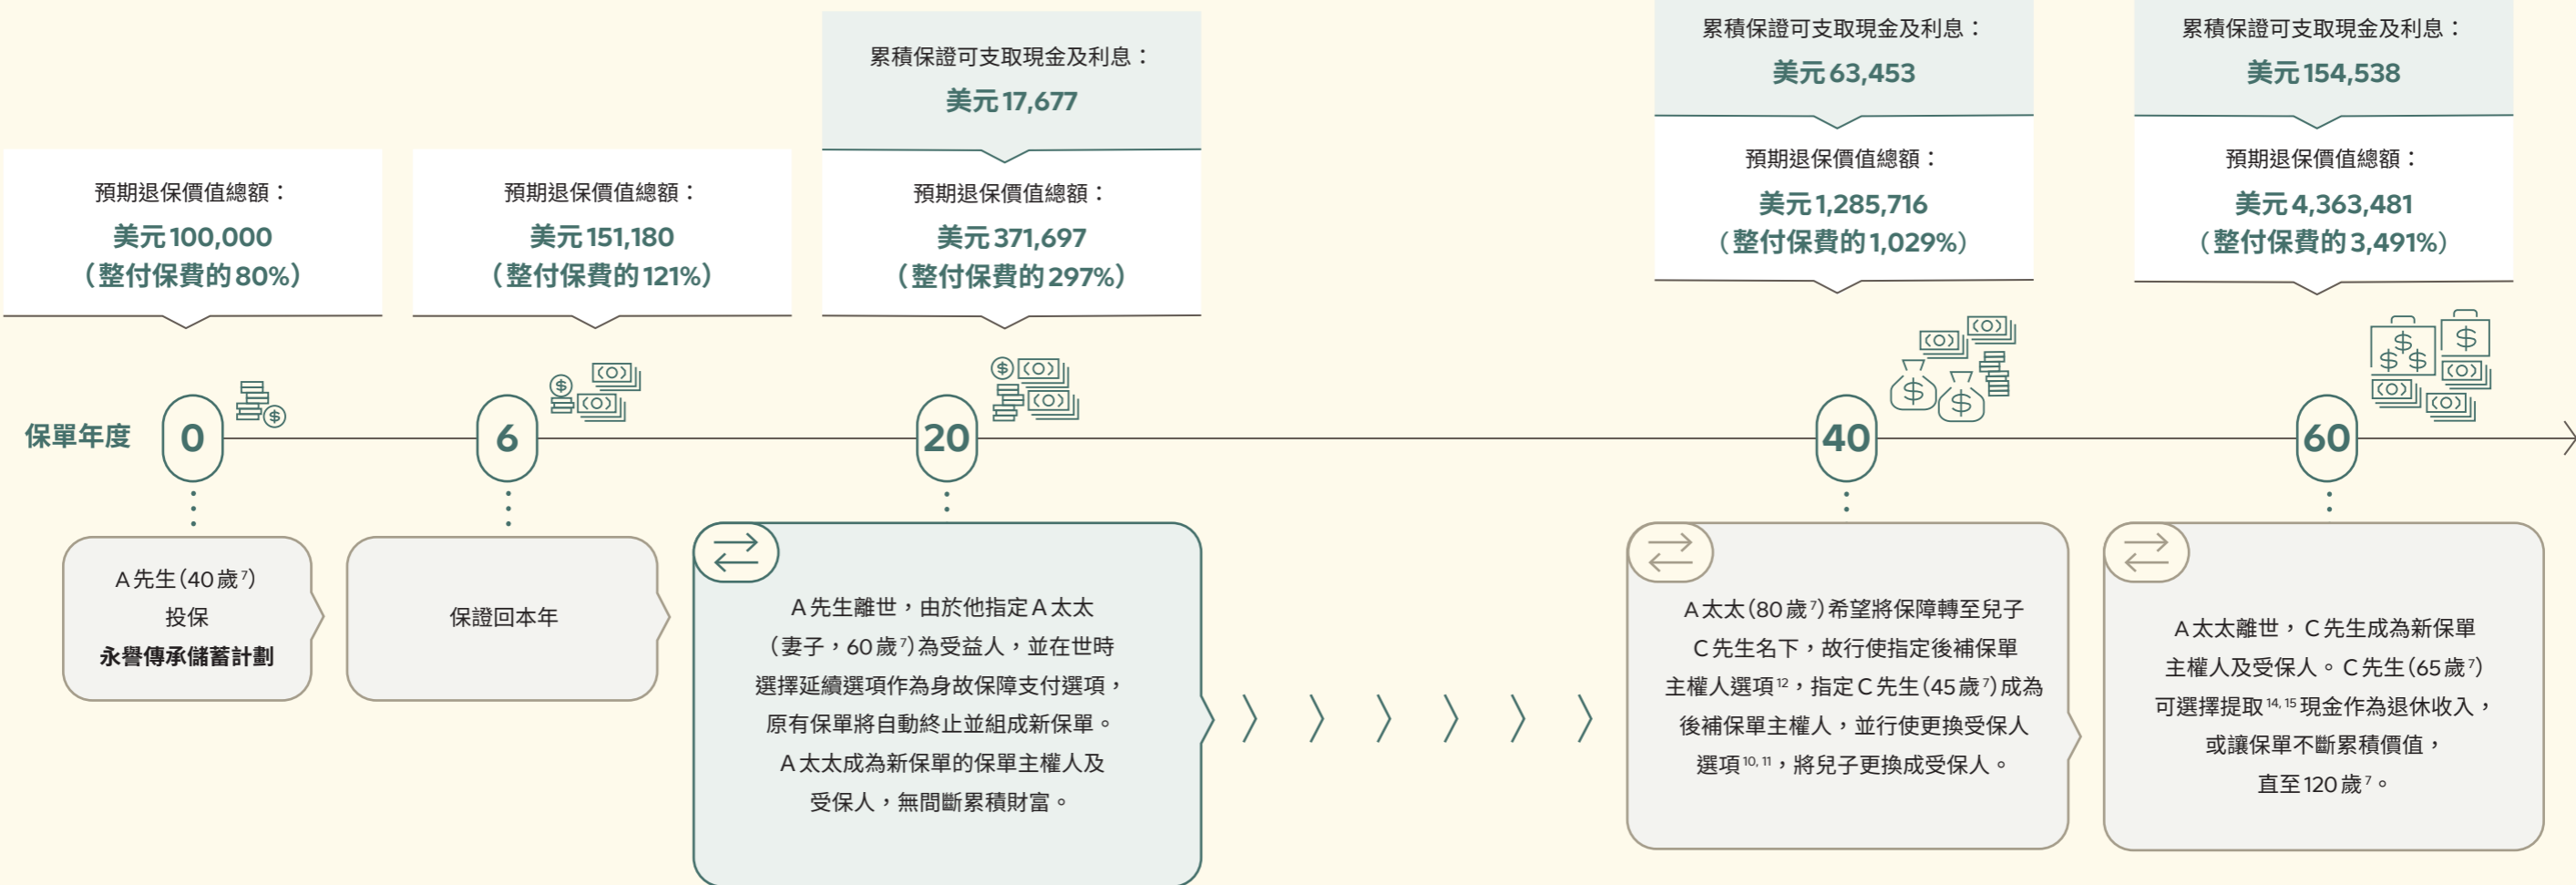 預期退保價值總額：
美元100,000
（整付保費的80%）
預期退保價值總額：
美元151,180
（整付保費的121%）
累積保證可支取現金及利息：
美元17,677
預期退保價值總額：
美元371,697
（整付保費的297%）
累積保證可支取現金及利息：
美元63,453
預期退保價值總額：
美元1,285,716
（整付保費的1,029%）
累積保證可支取現金及利息：
美元154,538
預期退保價值總額：
美元4,363,481
（整付保費的3,491%）
保單年度
0
6
20
40
60
A先生（40歲⁷）
投保
永譽傳承儲蓄計劃
保證回本年
A先生離世，由於他指定A太太
（妻子，60歲⁷）為受益人，並在世時
選擇延續選項作為身故保障支付選項，
原有保單將自動終止並組成新保單。
A太太成為新保單的保單主權人及
受保人，無間斷累積財富。
A太太（80歲⁷）希望將保障轉至兒子
C先生名下，故行使指定後補保單
主權人選項¹²，指定C先生（45歲⁷）成為
後補保單主權人，並行使更換受保人
選項¹⁰, ¹¹，將兒子更換成受保人。
A太太離世，C先生成為新保單
主權人及受保人。C先生（65歲⁷）
可選擇提取¹⁴, ¹⁵現金作為退休收入，
或讓保單不斷累積價值，
直至120歲⁷。